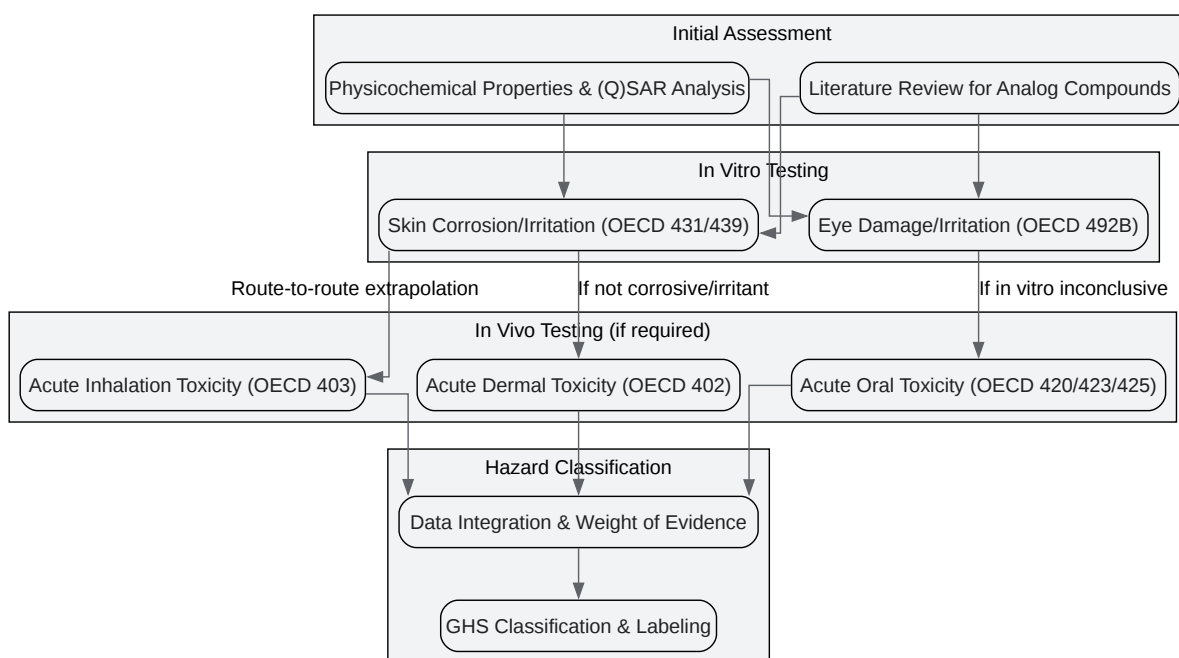 Initial Assessment
Physicochemical Properties & (Q)SAR Analysis
Literature Review for Analog Compounds
In Vitro Testing
Skin Corrosion/Irritation (OECD 431/439)
Eye Damage/Irritation (OECD 492B)
Route-to-route extrapolation
If not corrosive/irritant
If in vitro inconclusive
In Vivo Testing (if required)
Acute Inhalation Toxicity (OECD 403)
Acute Dermal Toxicity (OECD 402)
Acute Oral Toxicity (OECD 420/423/425)
Hazard Classification
Data Integration & Weight of Evidence
GHS Classification & Labeling